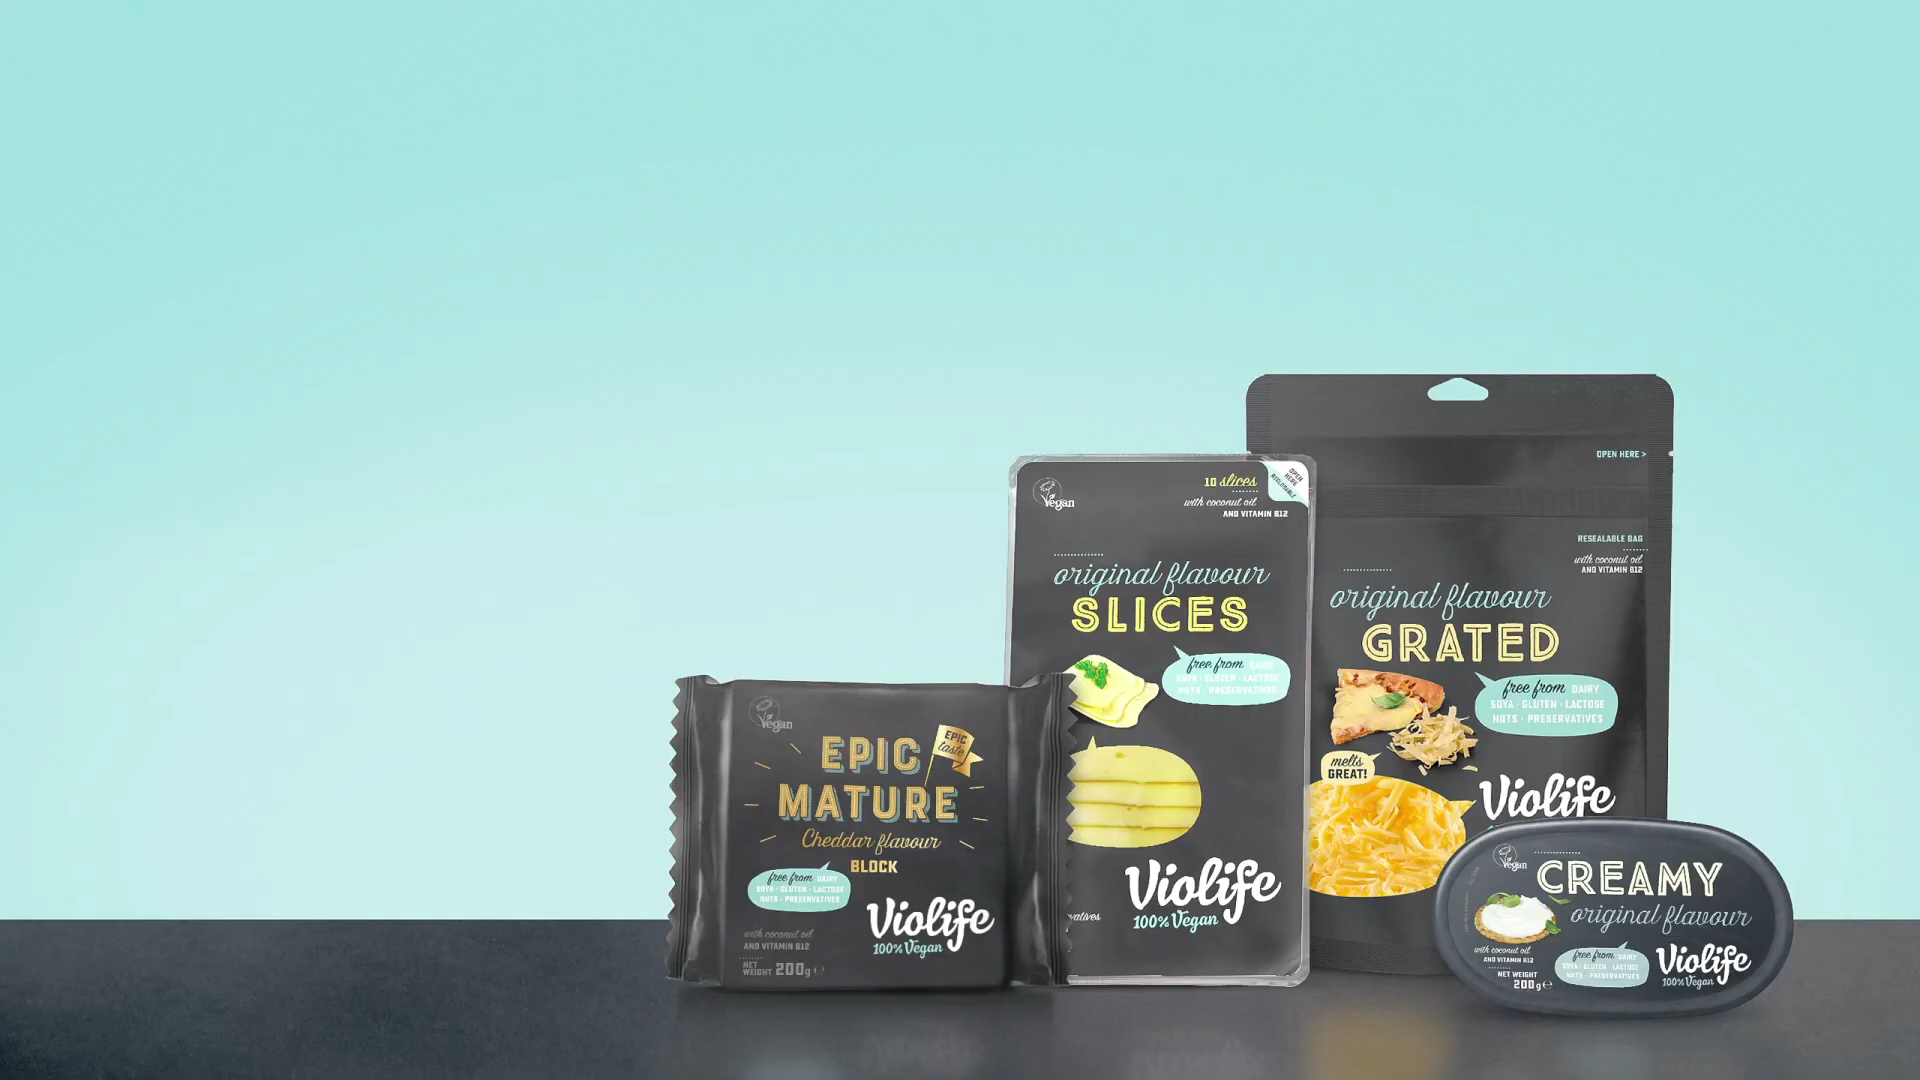 Vegan
EPIC
MATURE
EPIC
taste
Cheddar flavour
BLOCK
free from DAIRY
SOYA · GLUTEN · LACTOSE
NUTS · PRESERVATIVES
Violife
100% Vegan
with coconut oil
AND VITAMIN B12
NET
WEIGHT 200g ℮
Vegan
10 slices
with coconut oil
AND VITAMIN B12
OPEN
HERE
original flavour
SLICES
free from DAIRY
SOYA · GLUTEN · LACTOSE
NUTS · PRESERVATIVES
Violife
100% Vegan
OPEN HERE >
RESEALABLE BAG
with coconut oil
AND VITAMIN B12
original flavour
GRATED
free from DAIRY
SOYA · GLUTEN · LACTOSE
NUTS · PRESERVATIVES
melts
GREAT!
Violife
Vegan
CREAMY
original flavour
with coconut oil
AND VITAMIN B12
NET WEIGHT
200g ℮
free from DAIRY
SOYA · GLUTEN · LACTOSE
NUTS · PRESERVATIVES
Violife
100% Vegan